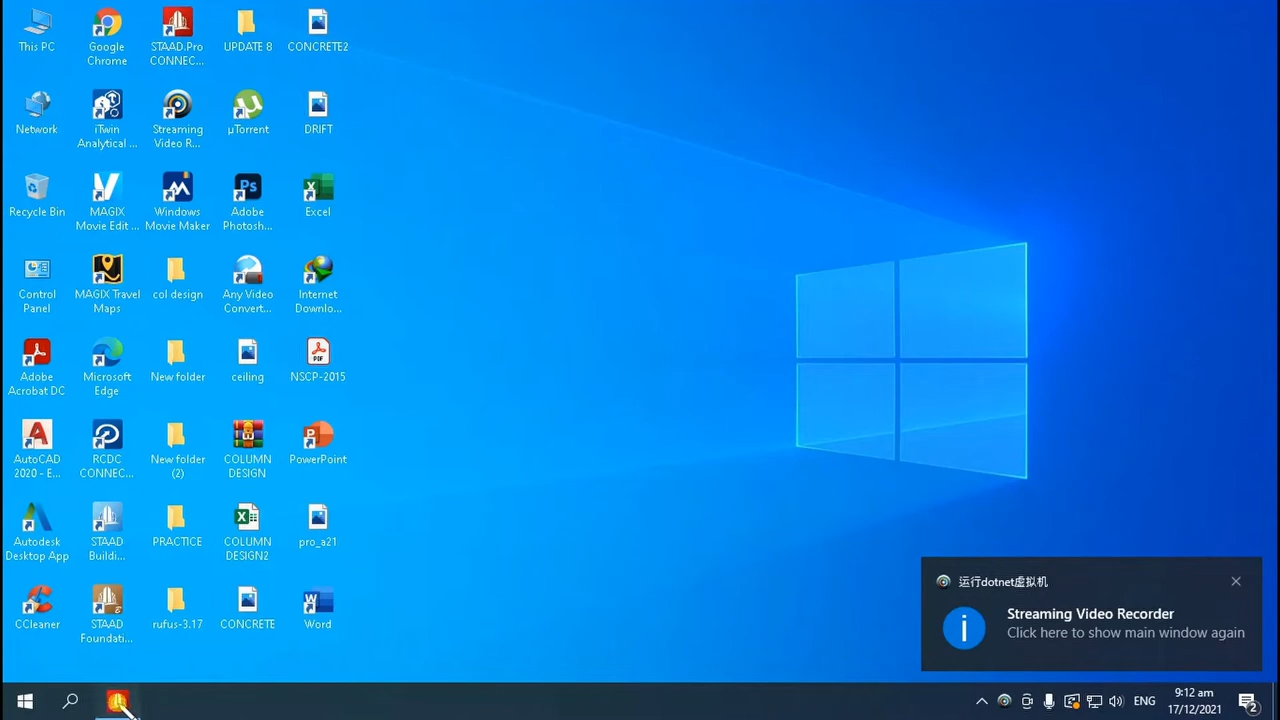 This PC
Google
Chrome
STAAD.Pro
CONNEC...
UPDATE 8
CONCRETE2
Network
iTwin
Analytical ...
Streaming
Video R...
µTorrent
DRIFT
Recycle Bin
MAGIX
Movie Edit ...
Windows
Movie Maker
Adobe
Photosh...
Excel
Control
Panel
MAGIX Travel
Maps
col design
Any Video
Convert...
Internet
Downlo...
Adobe
Acrobat DC
Microsoft
Edge
New folder
ceiling
NSCP-2015
AutoCAD
2020 - E...
RCDC
CONNEC...
New folder
(2)
COLUMN
DESIGN
PowerPoint
Autodesk
Desktop App
STAAD
Buildi...
PRACTICE
COLUMN
DESIGN2
pro_a21
CCleaner
STAAD
Foundati...
rufus-3.17
CONCRETE
Word
运行dotnet虚拟机
Streaming Video Recorder
Click here to show main window again
ENG
9:12 am
17/12/2021
2